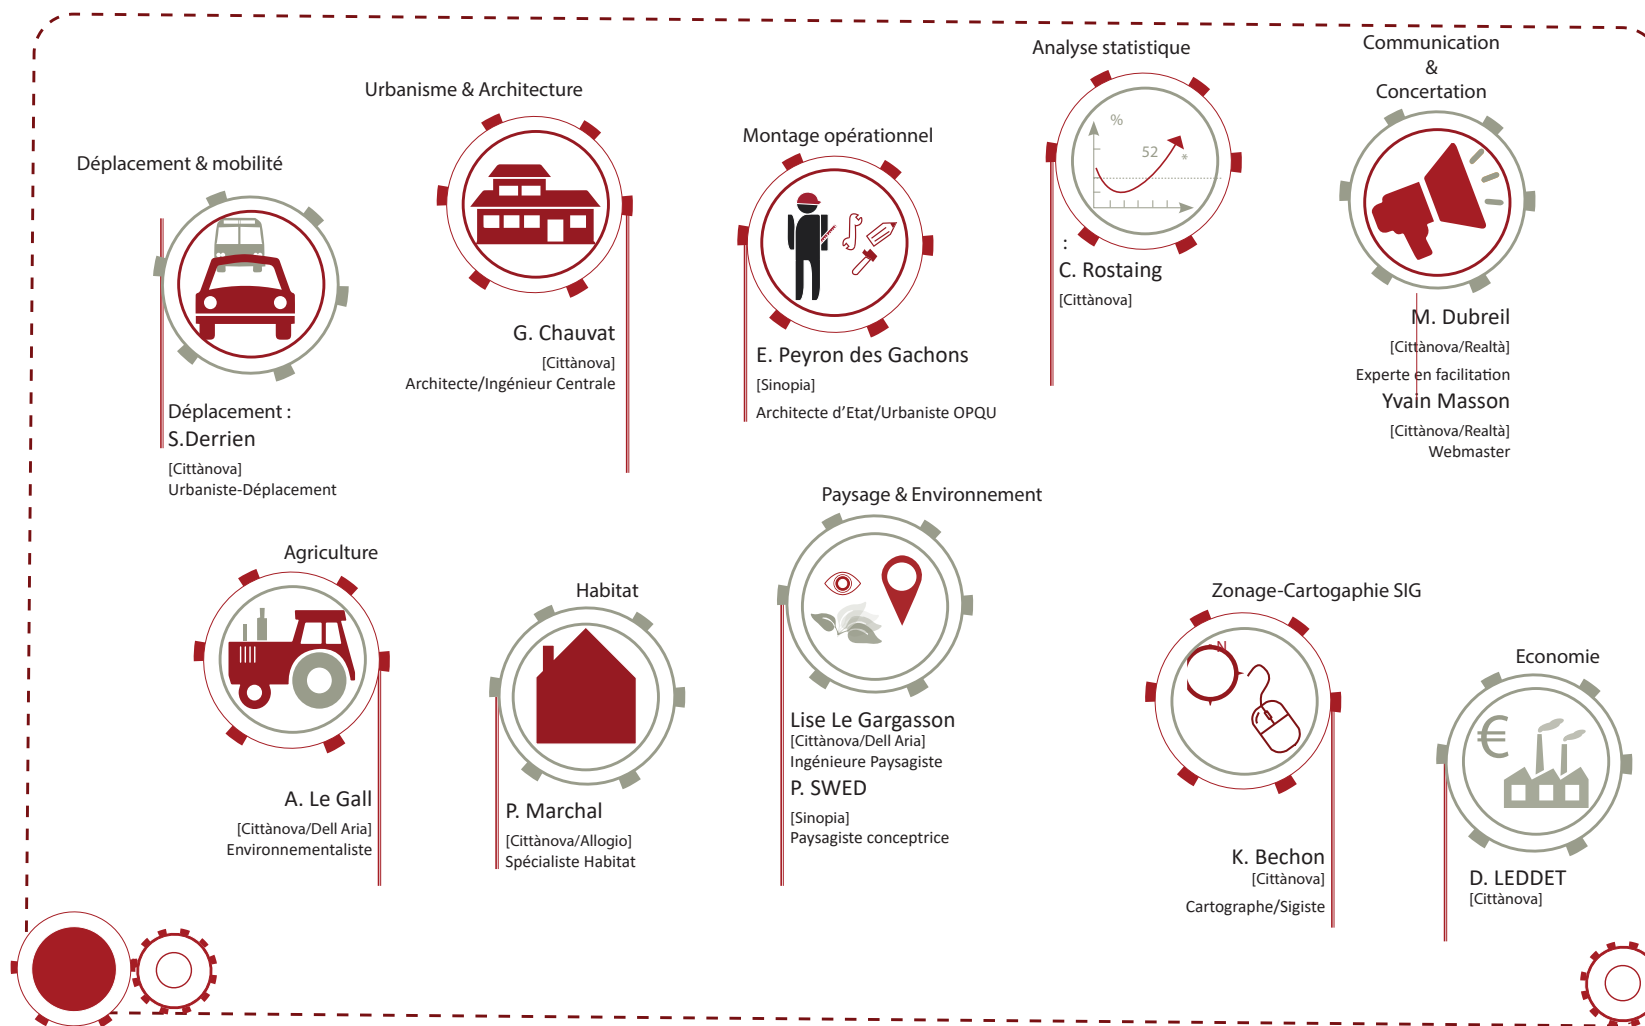 Déplacement & mobilité
Déplacement :
S.Derrien
[Cittànova]
Urbaniste-Déplacement
Urbanisme & Architecture
G. Chauvat
[Cittànova]
Architecte/Ingénieur Centrale
Montage opérationnel
E. Peyron des Gachons
[Sinopia]
Architecte d'Etat/Urbaniste OPQU
Analyse statistique
%
52
*
:
C. Rostaing
[Cittànova]
Communication
&
Concertation
M. Dubreil
[Cittànova/Realtà]
Experte en facilitation
Yvain Masson
[Cittànova/Realtà]
Webmaster
Agriculture
A. Le Gall
[Cittànova/Dell Aria]
Environnementaliste
Habitat
P. Marchal
[Cittànova/Allogio]
Spécialiste Habitat
Paysage & Environnement
Lise Le Gargasson
[Cittànova/Dell Aria]
Ingénieure Paysagiste
P. SWED
[Sinopia]
Paysagiste conceptrice
Zonage-Cartogaphie SIG
N
K. Bechon
[Cittànova]
Cartographe/Sigiste
Economie
€
D. LEDDET
[Cittànova]